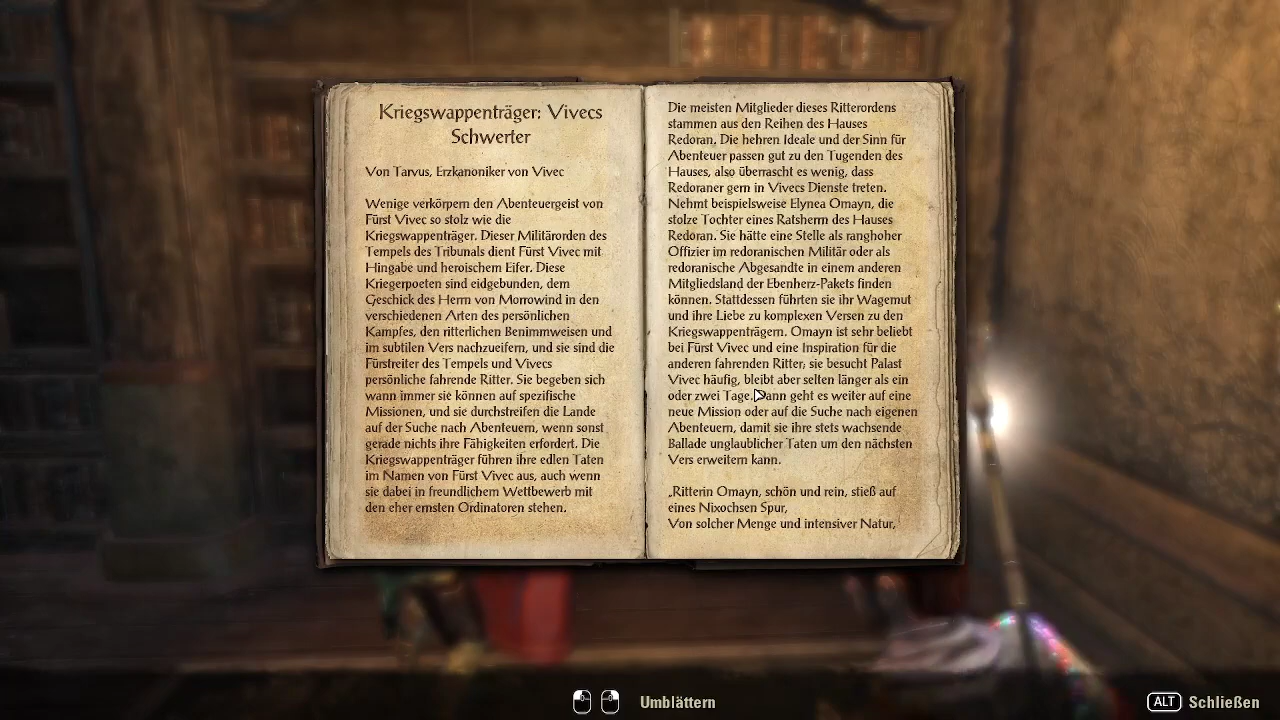 Kriegswappenträger: Vivecs
Schwerter
Von Tarvus, Erzkanoniker von Vivec
Wenige verkörpern den Abenteuergeist von
Fürst Vivec so stolz wie die
Kriegswappenträger. Dieser Militärorden des
Tempels des Tribunals dient Fürst Vivec mit
Hingabe und heroischem Eifer. Diese
Kriegerpoeten sind eidgebunden, dem
Geschick des Herrn von Morrowind in den
verschiedenen Arten des persönlichen
Kampfes, den ritterlichen Benimmweisen und
im subtilen Vers nachzueifern, und sie sind die
Fürstreiter des Tempels und Vivecs
persönliche fahrende Ritter. Sie begeben sich
wann immer sie können auf spezifische
Missionen, und sie durchstreifen die Lande
auf der Suche nach Abenteuern, wenn sonst
gerade nichts ihre Fähigkeiten erfordert. Die
Kriegswappenträger führen ihre edlen Taten
im Namen von Fürst Vivec aus, auch wenn
sie dabei in freundlichem Wettbewerb mit
den eher ernsten Ordinatoren stehen.
Die meisten Mitglieder dieses Ritterordens
stammen aus den Reihen des Hauses
Redoran. Die hehren Ideale und der Sinn für
Abenteuer passen gut zu den Tugenden des
Hauses, also überrascht es wenig, dass
Redoraner gern in Vivecs Dienste treten.
Nehmt beispielsweise Elynea Omayn, die
stolze Tochter eines Ratsherrn des Hauses
Redoran. Sie hätte eine Stelle als ranghoher
Offizier im redoranischen Militär oder als
redoranische Abgesandte in einem anderen
Mitgliedsland der Ebenherz-Pakets finden
können. Stattdessen führten sie ihr Wagemut
und ihre Liebe zu komplexen Versen zu den
Kriegswappenträgern. Omayn ist sehr beliebt
bei Fürst Vivec und eine Inspiration für die
anderen fahrenden Ritter; sie besucht Palast
Vivec häufig, bleibt aber selten länger als ein
oder zwei Tage. Dann geht es weiter auf eine
neue Mission oder auf die Suche nach eigenen
Abenteuern, damit sie ihre stets wachsende
Ballade unglaublicher Taten um den nächsten
Vers erweitern kann.
„Ritterin Omayn, schön und rein, stieß auf
eines Nixochsen Spur,
Von solcher Menge und intensiver Natur,
Umblättern
ALT Schließen